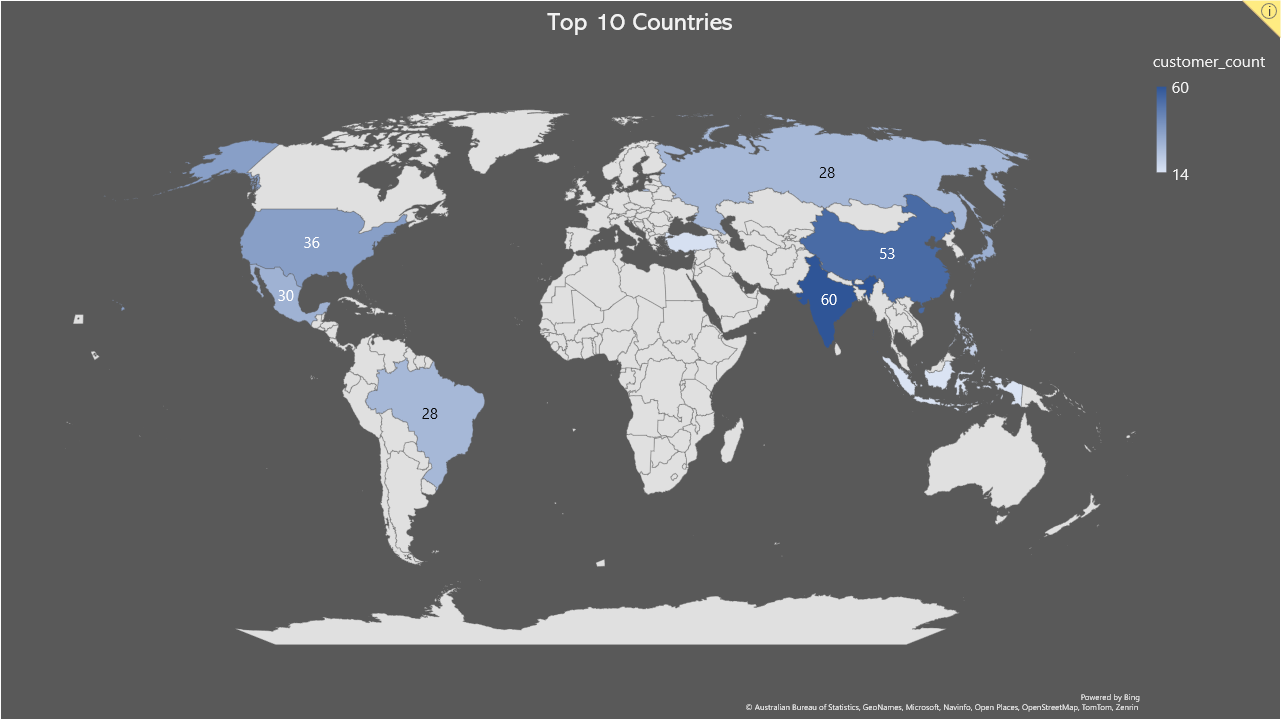 Top 10 Countries
customer_count
60
14
28
36
53
30
60
28
Powered by Bing
© Australian Bureau of Statistics, GeoNames, Microsoft, Navinfo, Open Places, OpenStreetMap, TomTom, Zenrin